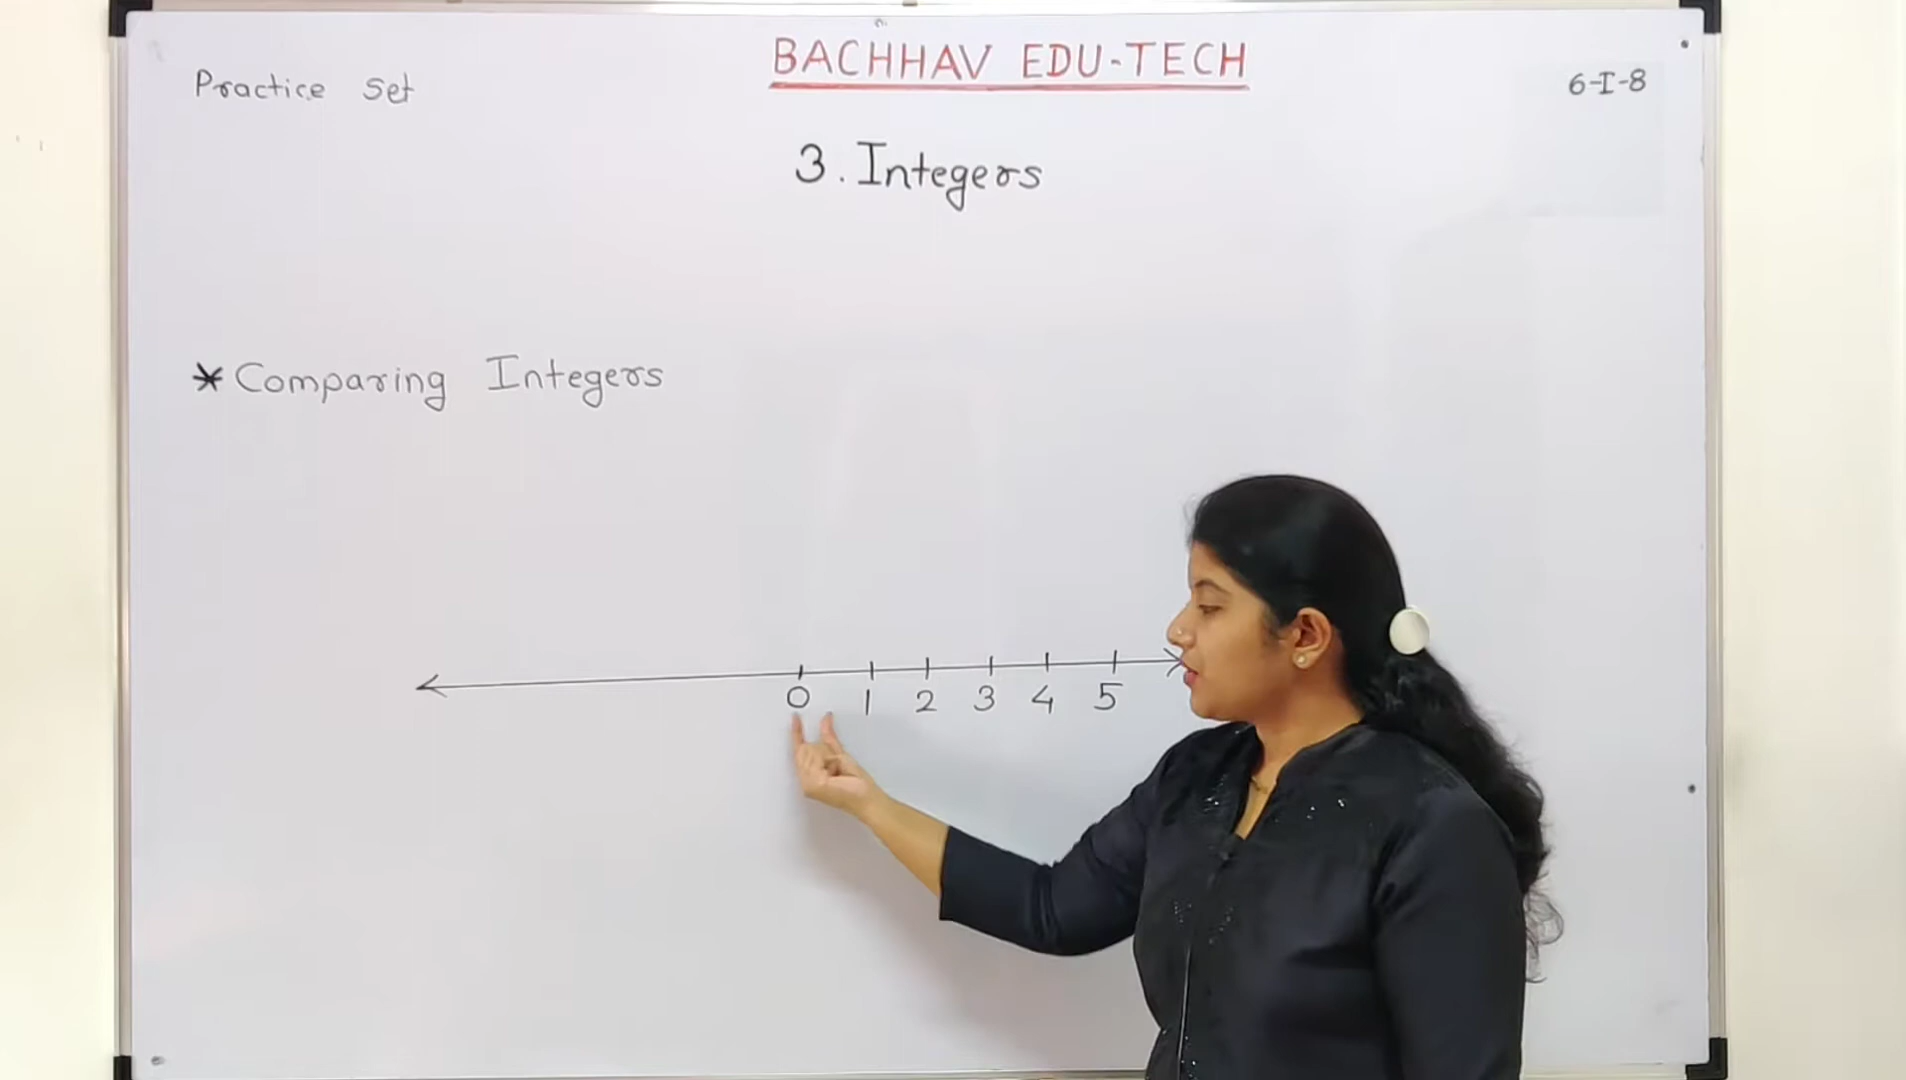 BACHHAV EDU-TECH
Practice Set
6-I-8
3. Integers
* Comparing Integers
0 1 2 3 4 5